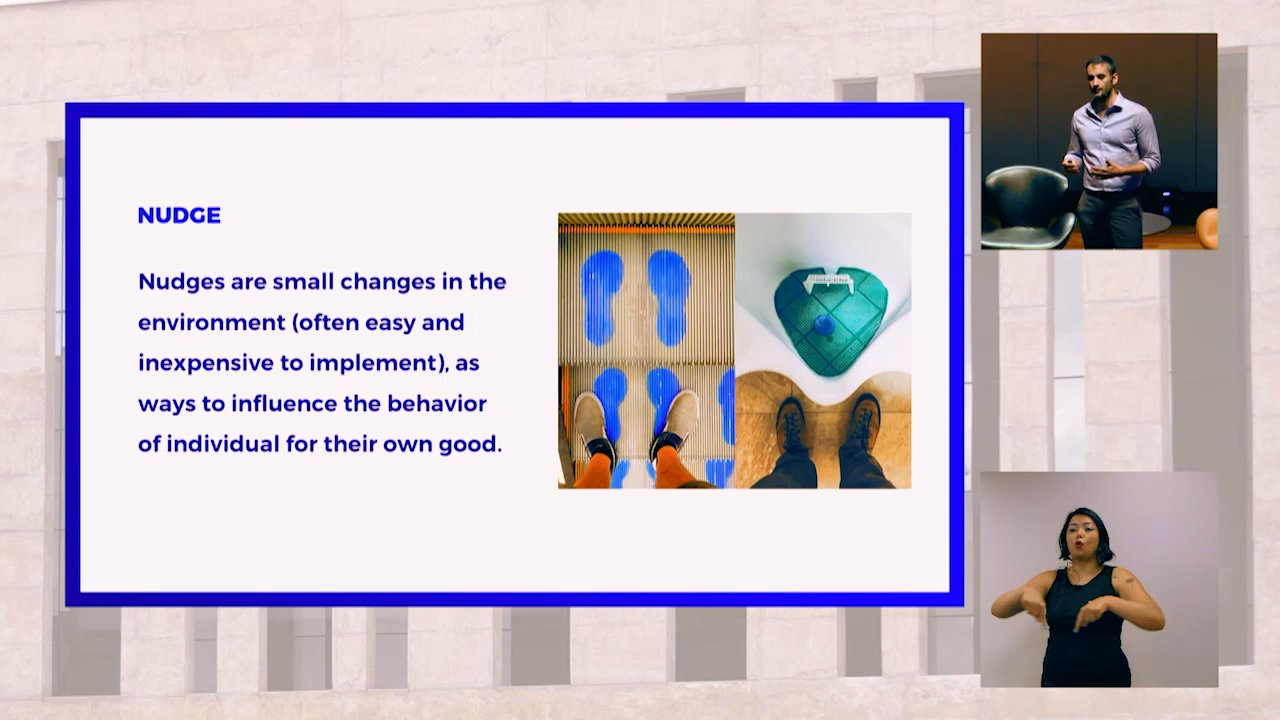 NUDGE
Nudges are small changes in the
environment (often easy and
inexpensive to implement), as
ways to influence the behavior
of individual for their own good.